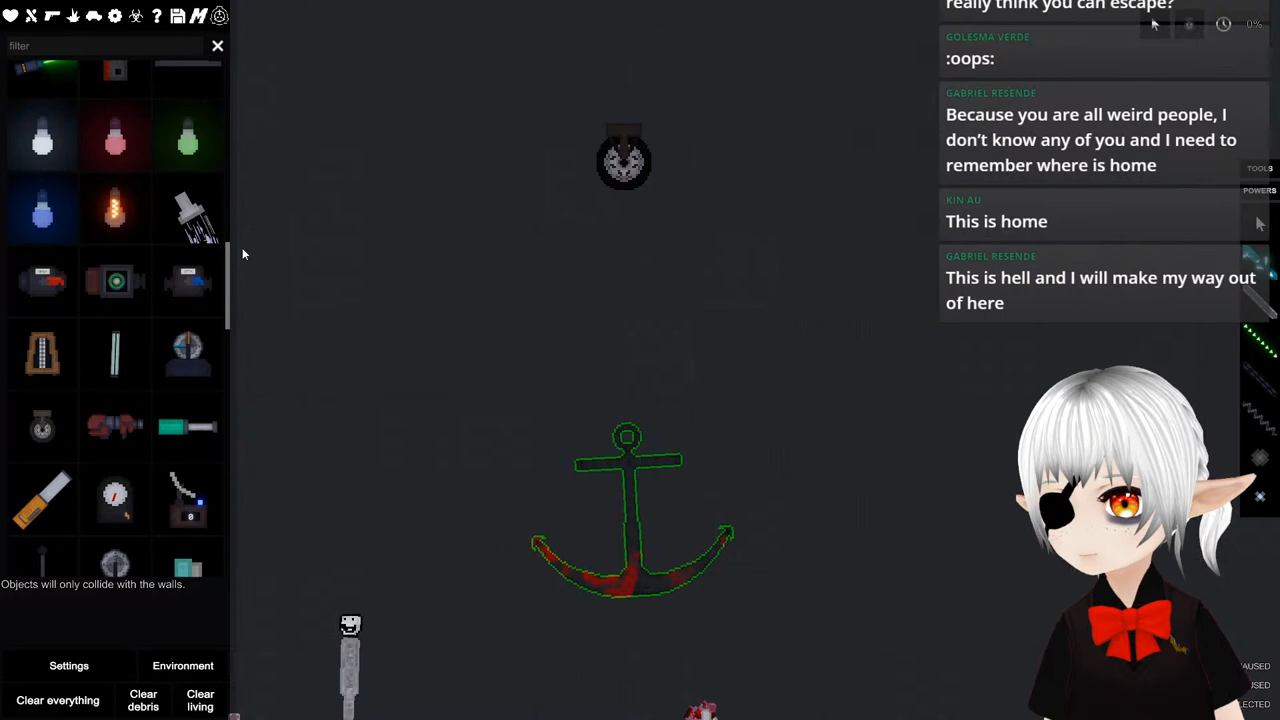 filter
really think you can escape?
0%
GOLESMA VERDE
:oops:
GABRIEL RESENDE
Because you are all weird people, I
don't know any of you and I need to
remember where is home
TOOLS
POWERS
KIN AU
This is home
GABRIEL RESENDE
This is hell and I will make my way out
of here
0
Objects will only collide with the walls.
Settings
Environment
Clear everything
Clear
debris
Clear
living